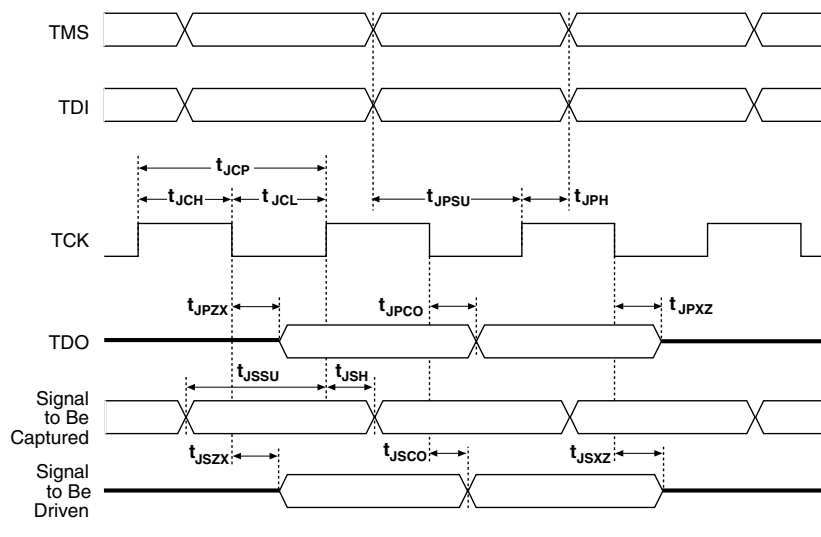 TMS
TDI
tJCP
tJCH
tJCL
tJPSU
tJPH
TCK
tJPZX
tJPCO
tJPXZ
TDO
tJSSU
tJSH
Signal
to Be
Captured
tJSZX
tJSCO
tJSXZ
Signal
to Be
Driven